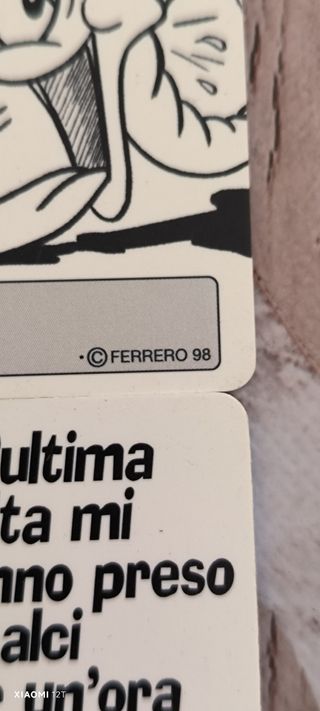 ·©FERRERO 98
'ultima
ta mi
nno preso
alci
e un'ora
XIAOMI 12T